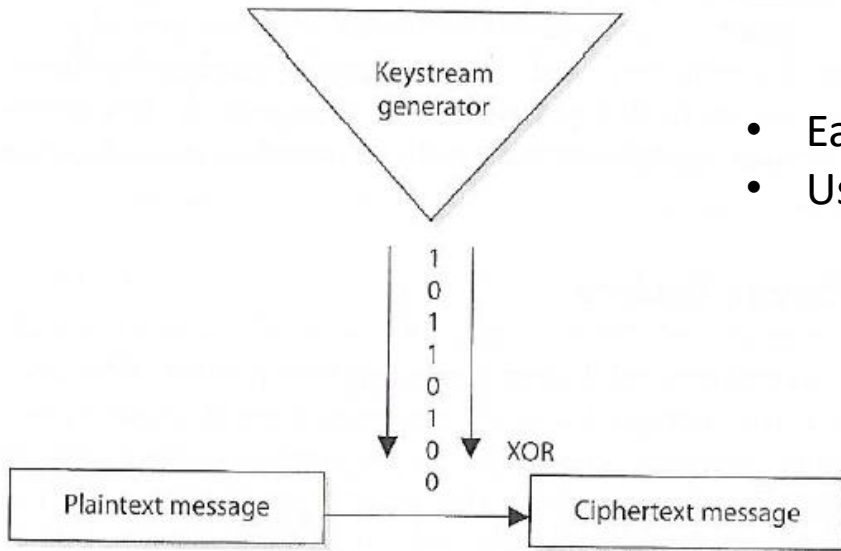 Keystream
generator
• Ea
• Us
1
0
1
1
0
1
0
0
XOR
Plaintext message
Ciphertext message